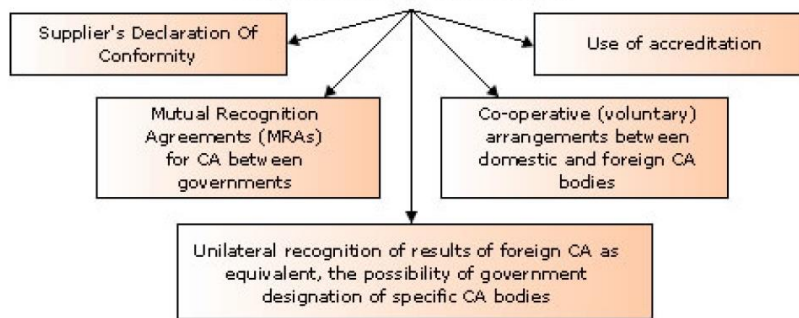 Supplier's Declaration Of
Conformity
Use of accreditation
Mutual Recognition
Agreements (MRAs)
for CA between
governments
Co-operative (voluntary)
arrangements between
domestic and foreign CA
bodies
Unilateral recognition of results of foreign CA as
equivalent, the possibility of government
designation of specific CA bodies